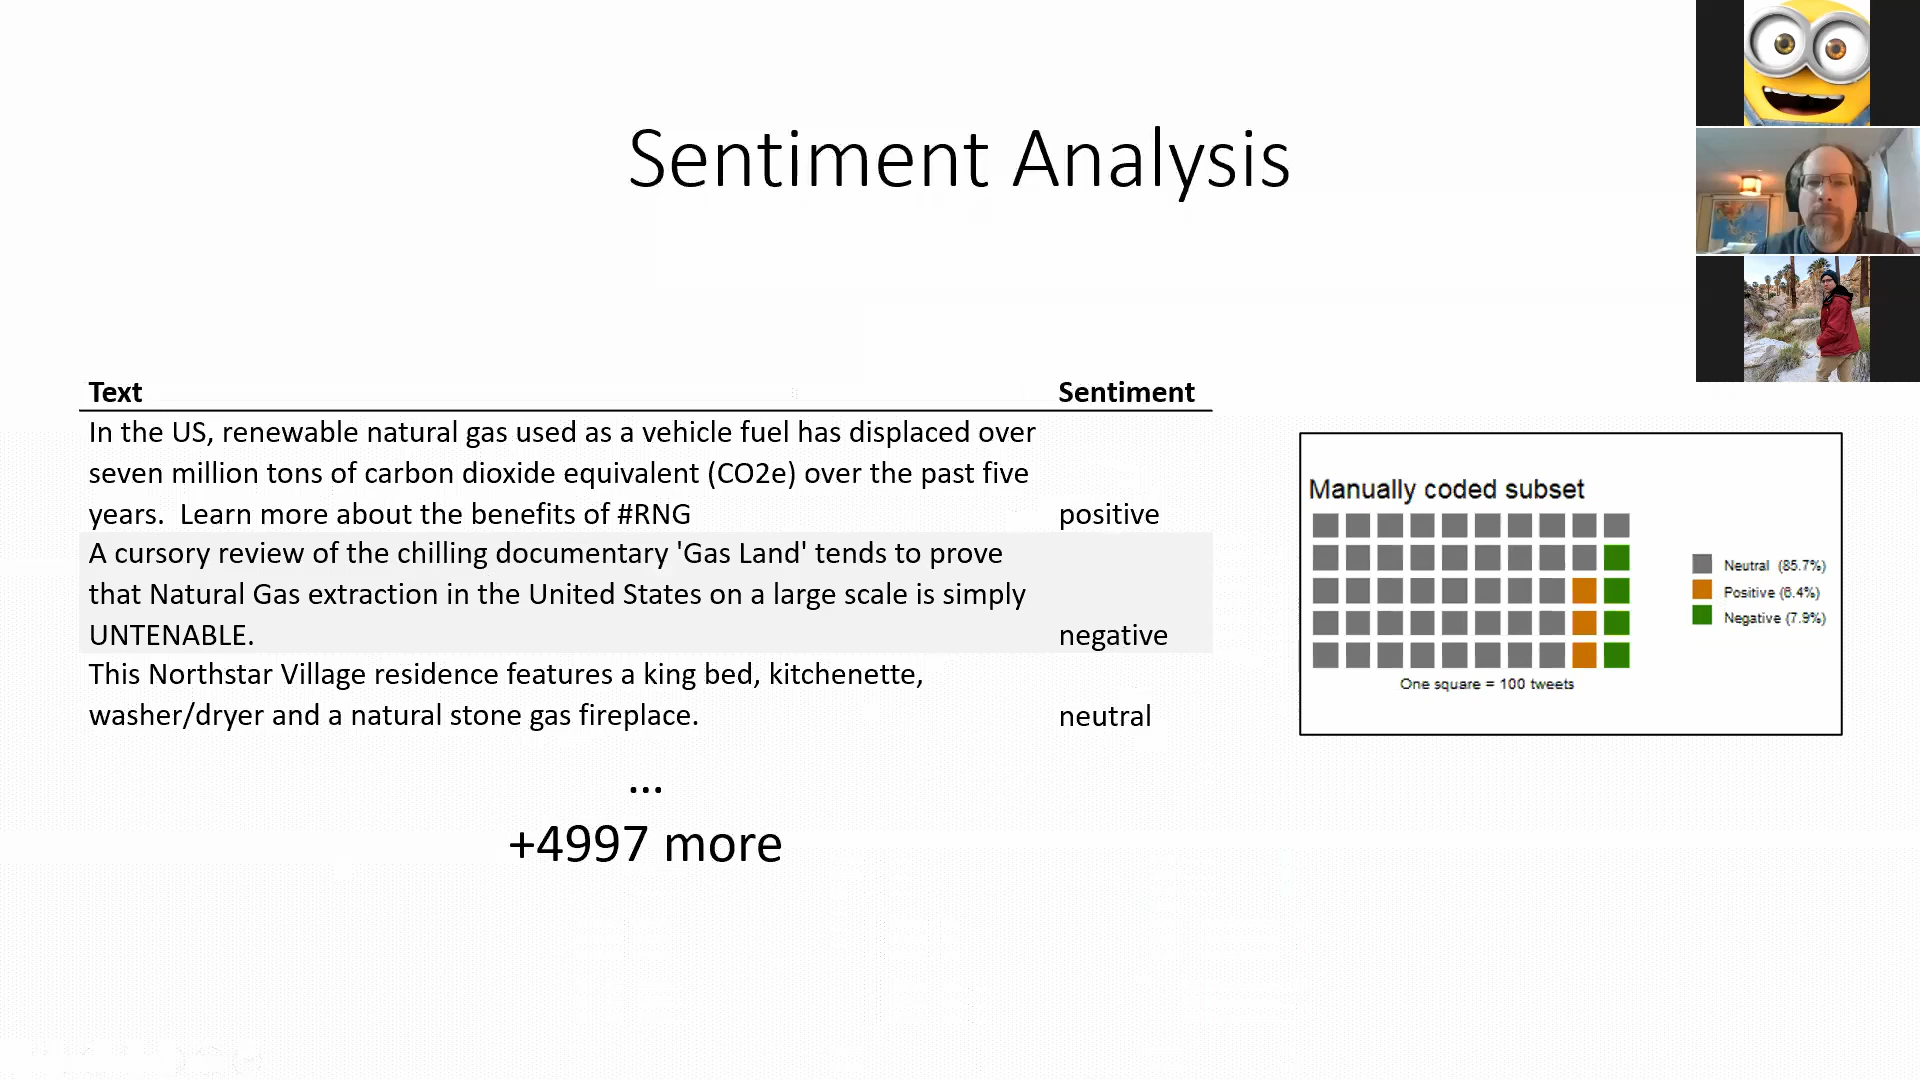 Sentiment Analysis
Text Sentiment
In the US, renewable natural gas used as a vehicle fuel has displaced over
seven million tons of carbon dioxide equivalent (CO2e) over the past five
years.  Learn more about the benefits of #RNG positive
A cursory review of the chilling documentary 'Gas Land' tends to prove
that Natural Gas extraction in the United States on a large scale is simply
UNTENABLE. negative
This Northstar Village residence features a king bed, kitchenette,
washer/dryer and a natural stone gas fireplace. neutral
...
+4997 more
Manually coded subset
Neutral (85.7%)
Positive (6.4%)
Negative (7.9%)
One square = 100 tweets